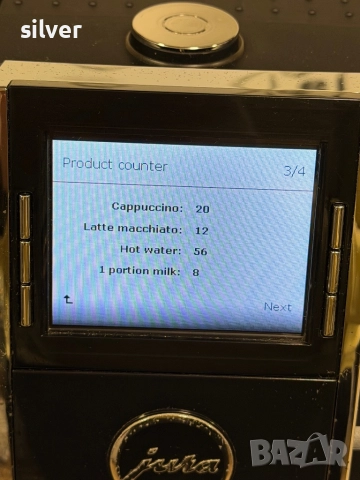 silver
Product counter 3/4
Cappuccino: 20
Latte macchiato: 12
Hot water: 56
1 portion milk: 8
Next
jura
BAZAR